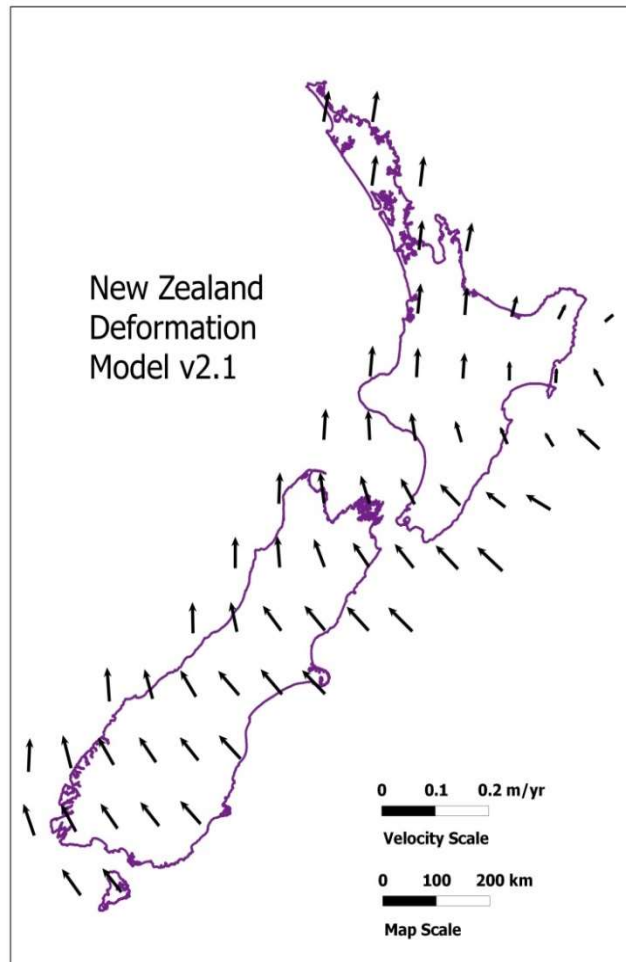 New Zealand
Deformation
Model v2.1
0 0.1 0.2 m/yr
Velocity Scale
0 100 200 km
Map Scale